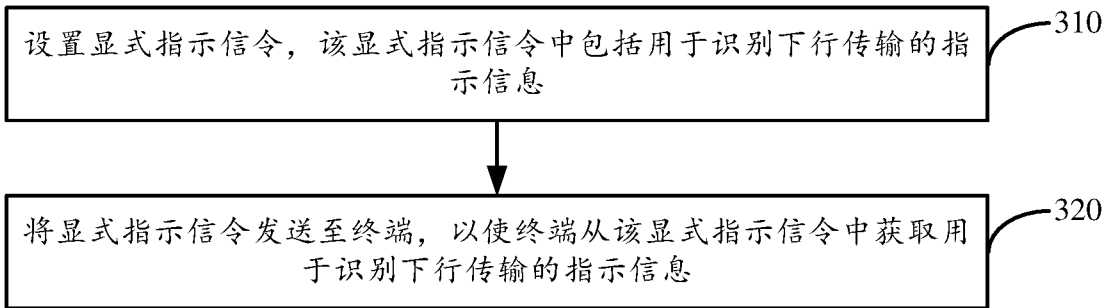 设置显式指示信令，该显式指示信令中包括用于识别下行传输的指
示信息
310
将显式指示信令发送至终端，以使终端从该显式指示信令中获取用
于识别下行传输的指示信息
320